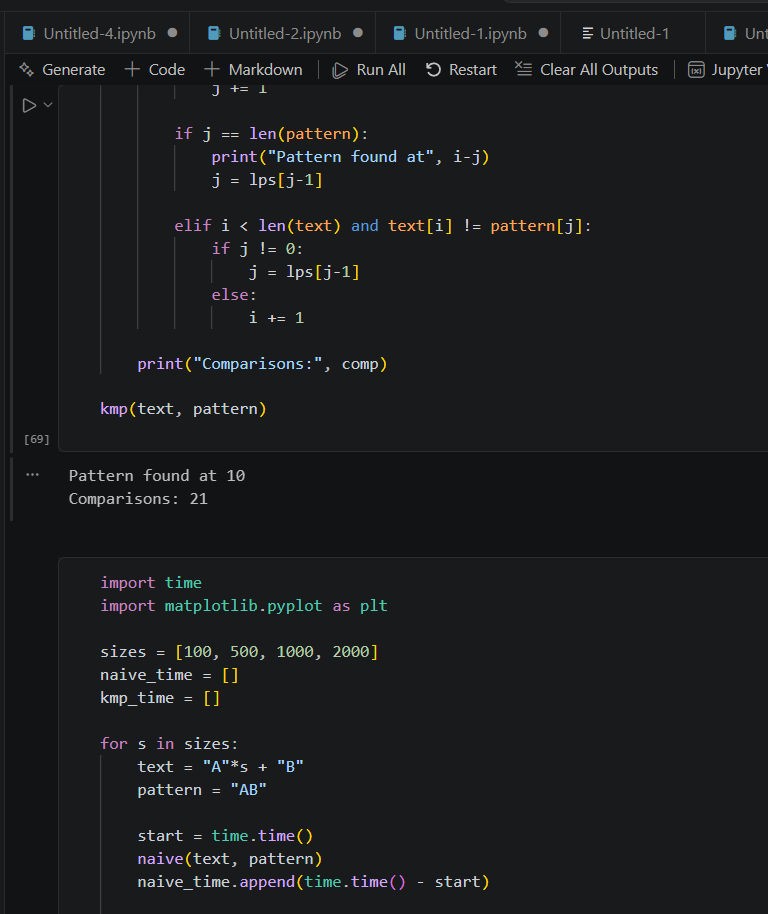 Untitled-4.ipynb Untitled-2.ipynb Untitled-1.ipynb Untitled-1 Unt
Generate Code Markdown Run All Restart Clear All Outputs Jupyter
j += 1
if j == len(pattern):
print("Pattern found at", i-j)
j = lps[j-1]
elif i < len(text) and text[i] != pattern[j]:
if j != 0:
j = lps[j-1]
else:
i += 1
print("Comparisons:", comp)
kmp(text, pattern)
[69]
Pattern found at 10
Comparisons: 21
import time
import matplotlib.pyplot as plt
sizes = [100, 500, 1000, 2000]
naive_time = []
kmp_time = []
for s in sizes:
text = "A"*s + "B"
pattern = "AB"
start = time.time()
naive(text, pattern)
naive_time.append(time.time() - start)